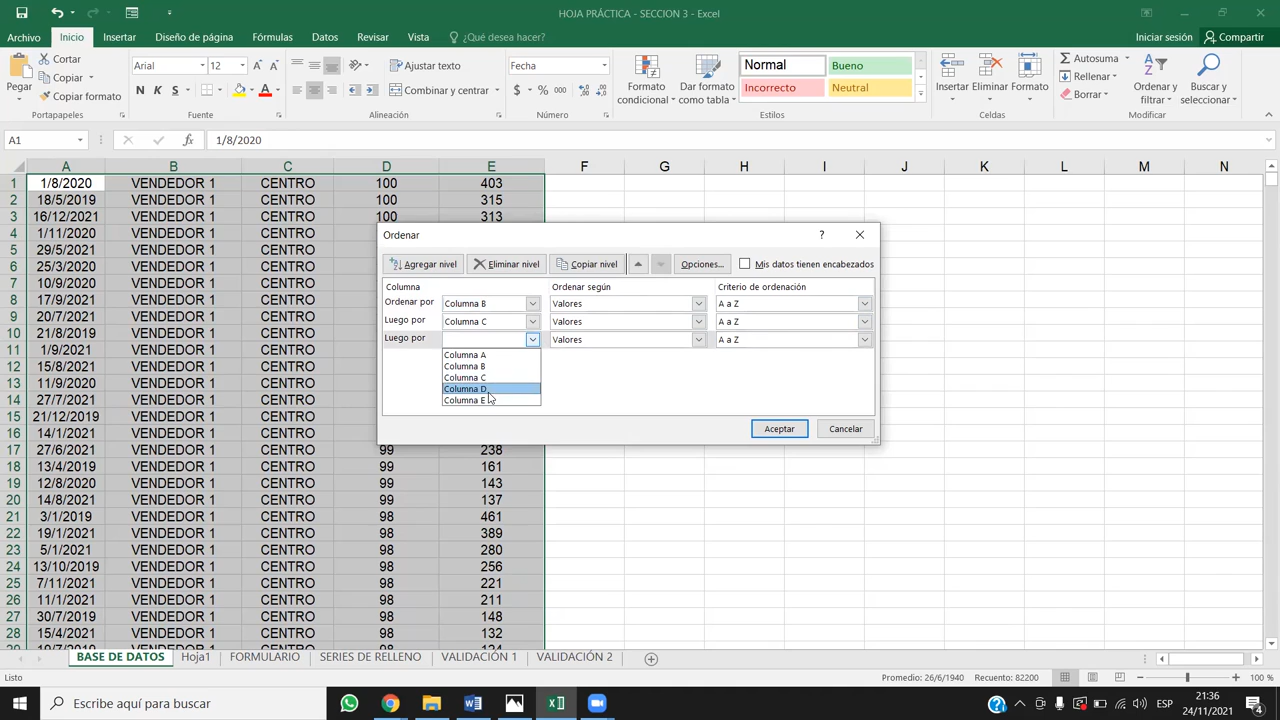 HOJA PRÁCTICA - SECCION 3 - Excel
Archivo Inicio Insertar Diseño de página Fórmulas Datos Revisar Vista ¿Qué desea hacer? Iniciar sesión Compartir
Pegar Cortar Copiar Copiar formato Portapapeles
Arial 12 N K S A Fuente
Ajustar texto Combinar y centrar Alineación
Fecha $ % 000 Número
Formato condicional Dar formato como tabla Normal Bueno Incorrecto Neutral Estilos
Insertar Eliminar Formato Celdas
Autosuma Rellenar Borrar Ordenar y filtrar Buscar y seleccionar Modificar
A1 fx 1/8/2020
A B C D E F G H I J K L M N
1 1/8/2020 VENDEDOR 1 CENTRO 100 403
2 18/5/2019 VENDEDOR 1 CENTRO 100 315
3 16/12/2021 VENDEDOR 1 CENTRO 100 313
4 1/11/2020 VENDEDOR 1
5 29/5/2021 VENDEDOR 1
6 25/3/2020 VENDEDOR 1
7 10/9/2020 VENDEDOR 1
8 17/9/2021 VENDEDOR 1
9 20/7/2021 VENDEDOR 1
10 21/8/2019 VENDEDOR 1
11 1/9/2021 VENDEDOR 1
12 15/8/2021 VENDEDOR 1
13 11/9/2020 VENDEDOR 1
14 27/7/2021 VENDEDOR 1
15 21/12/2019 VENDEDOR 1
16 14/1/2021 VENDEDOR 1
CENTRO
CENTRO
CENTRO
CENTRO
CENTRO
CENTRO
CENTRO
CENTRO
CENTRO
CENTRO
CENTRO
CENTRO
CENTRO
Ordenar ?
Agregar nivel Eliminar nivel Copiar nivel Opciones... Mis datos tienen encabezados
Columna Ordenar según Criterio de ordenación
Ordenar por Columna B Valores A a Z
Luego por Columna C Valores A a Z
Luego por Valores A a Z
Columna A
Columna B
Columna C
Columna D
Columna E
Aceptar Cancelar
17 27/6/2021 VENDEDOR 1 CENTRO 99 238
18 13/4/2019 VENDEDOR 1 CENTRO 99 161
19 12/8/2020 VENDEDOR 1 CENTRO 99 143
20 14/8/2021 VENDEDOR 1 CENTRO 99 137
21 3/1/2019 VENDEDOR 1 CENTRO 98 461
22 19/1/2021 VENDEDOR 1 CENTRO 98 389
23 5/1/2021 VENDEDOR 1 CENTRO 98 280
24 13/10/2019 VENDEDOR 1 CENTRO 98 256
25 7/11/2021 VENDEDOR 1 CENTRO 98 221
26 11/1/2021 VENDEDOR 1 CENTRO 98 211
27 30/7/2019 VENDEDOR 1 CENTRO 98 148
28 15/4/2021 VENDEDOR 1 CENTRO 98 132
BASE DE DATOS Hoja1 FORMULARIO SERIES DE RELLENO VALIDACIÓN 1 VALIDACIÓN 2
Listo Promedio: 26/6/1940 Recuento: 82200 100 %
Escribe aquí para buscar ESP 21:36
24/11/2021